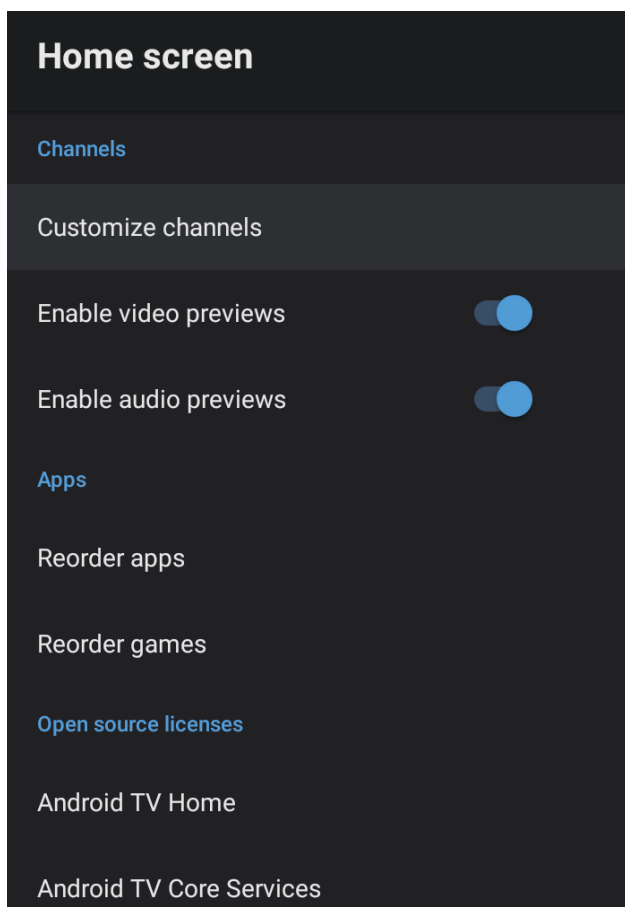 Home screen
Channels
Customize channels
Enable video previews
Enable audio previews
Apps
Reorder apps
Reorder games
Open source licenses
Android TV Home
Android TV Core Services